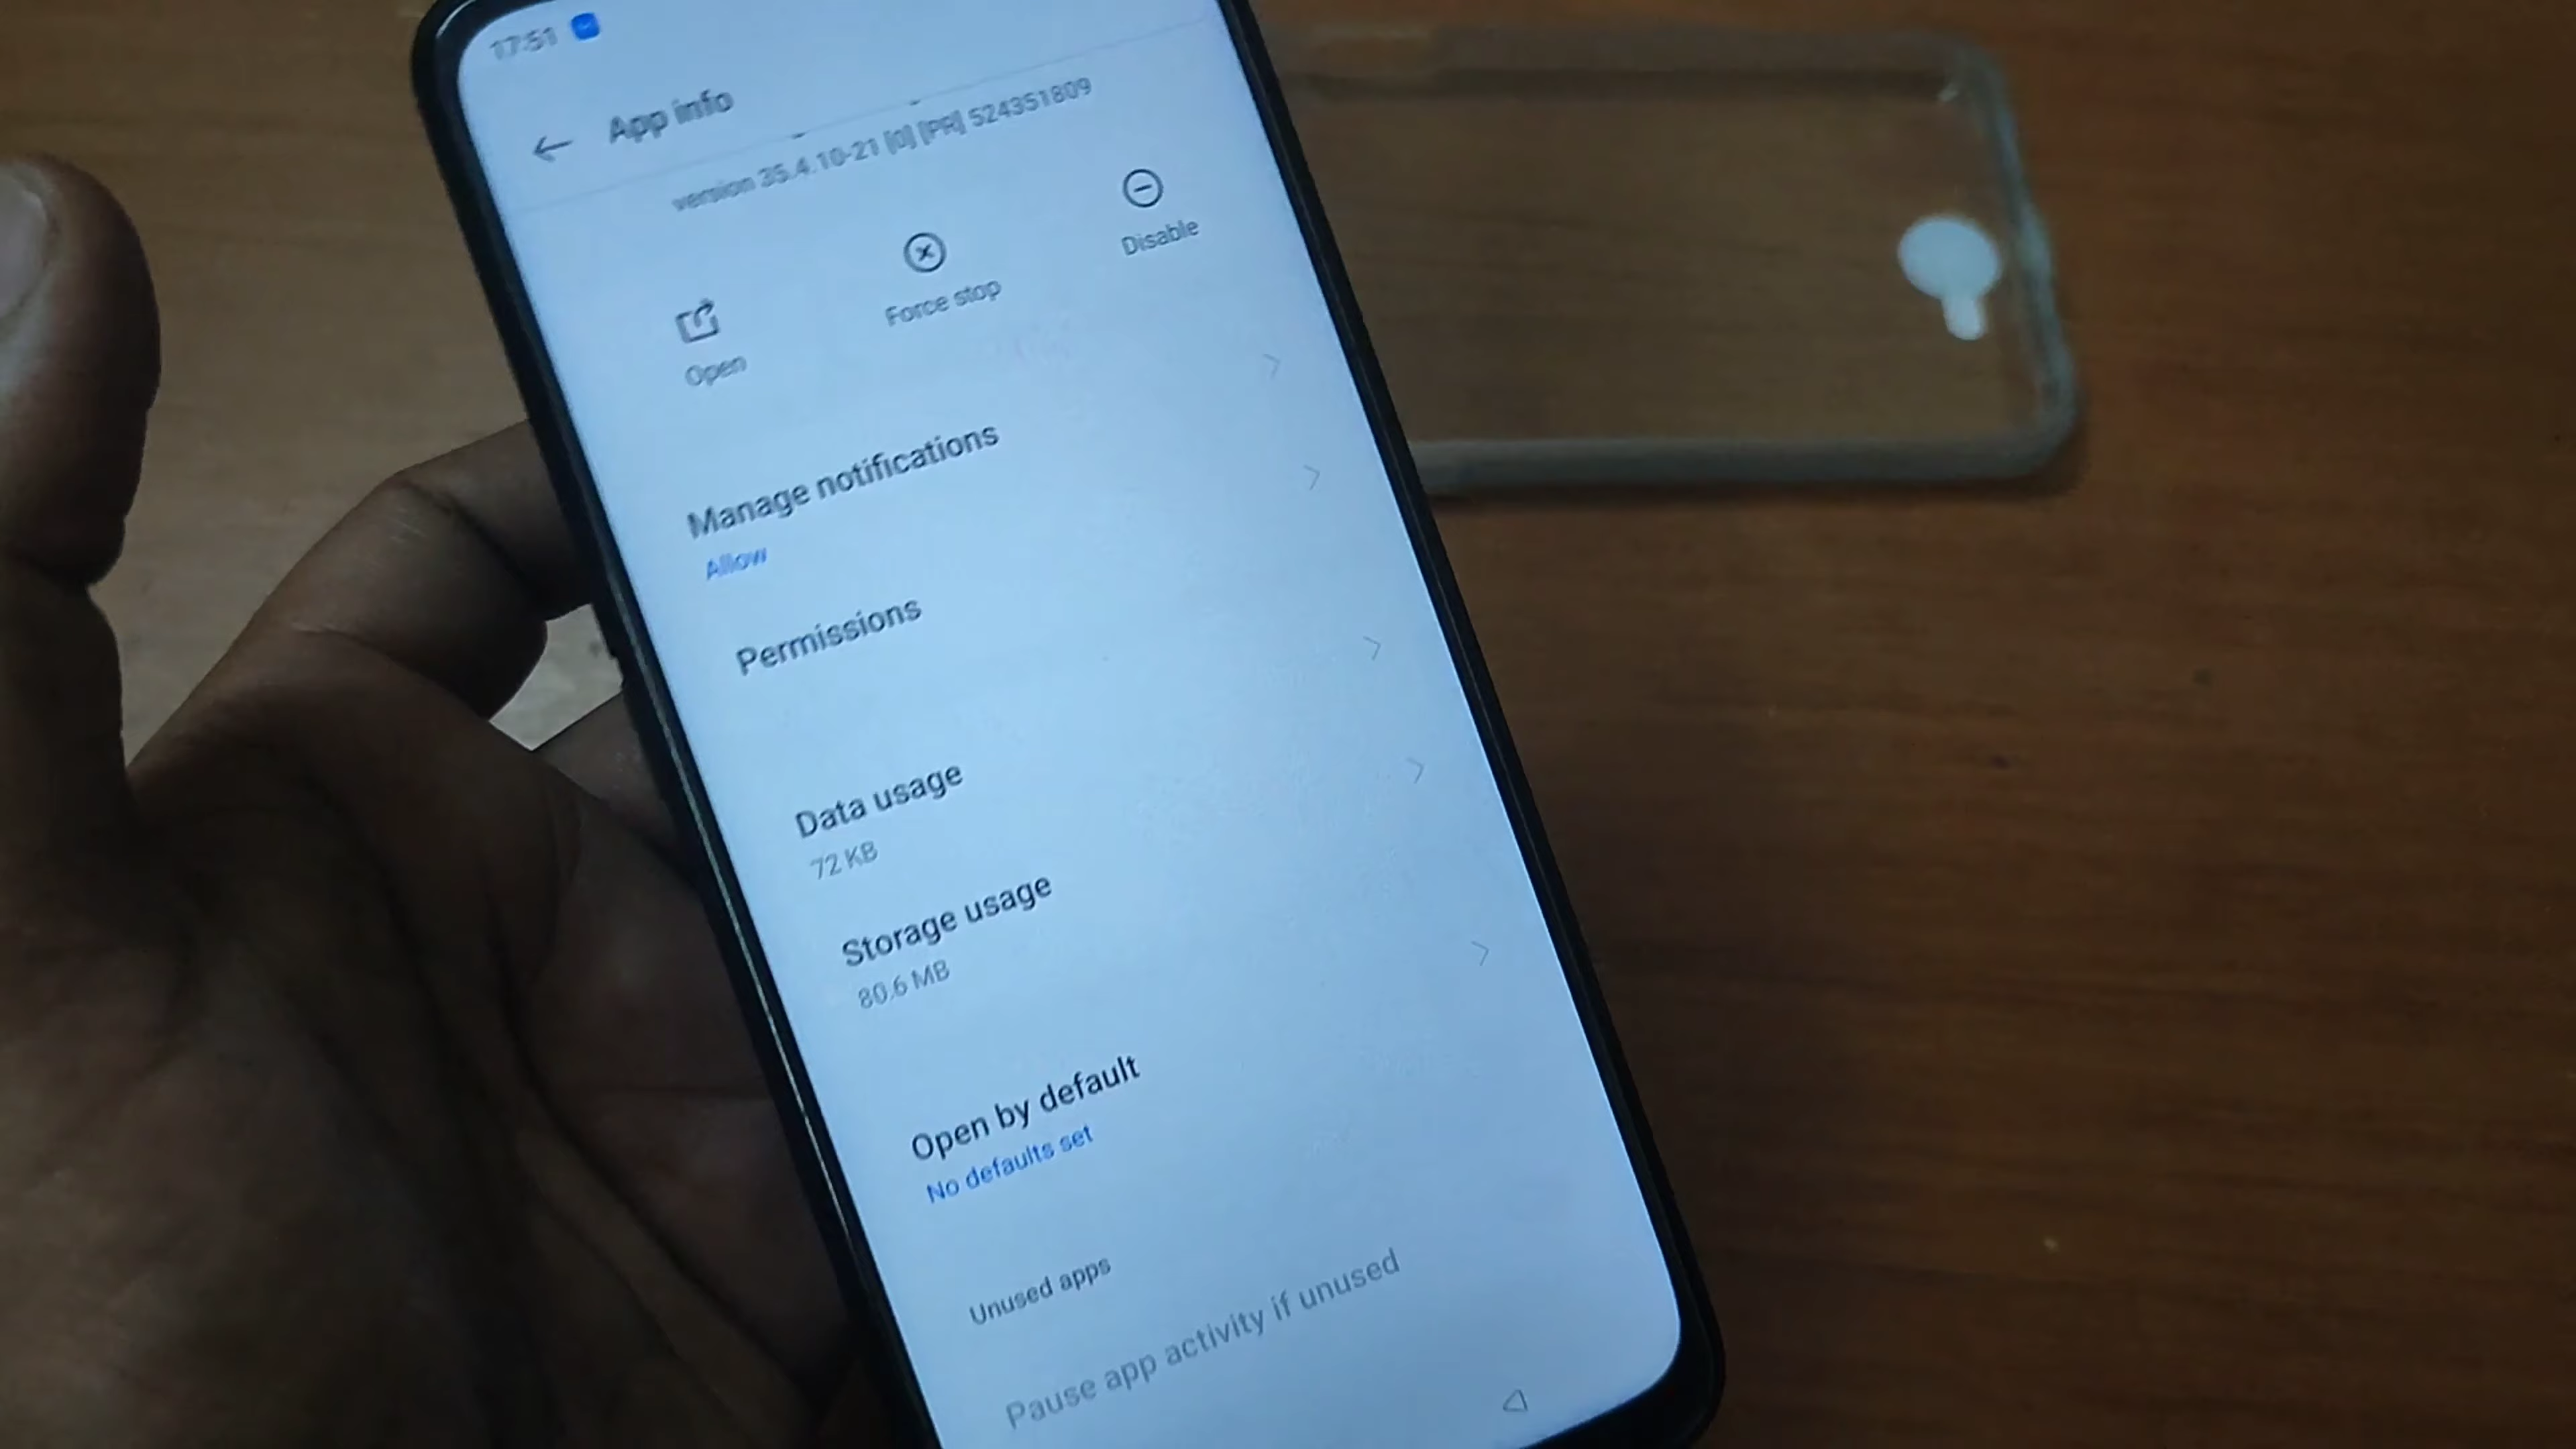 17:51
App info
version 35.4.10-21 [0] [PR] 524351809
Open
Force stop
Disable
Manage notifications
Allow
Permissions
Data usage
72 KB
Storage usage
80.6 MB
Open by default
No defaults set
Unused apps
Pause app activity if unused